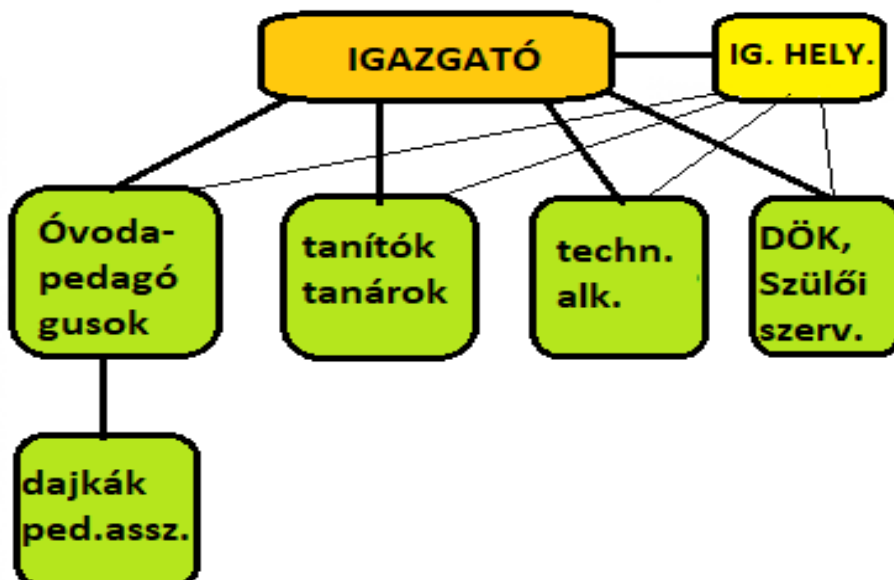 IGAZGATÓ
IG. HELY.
Óvoda-
pedagó
gusok
tanítók
tanárok
techn.
alk.
DÖK,
Szülői
szerv.
dajkák
ped.assz.